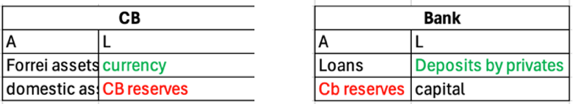 CB
A L
Forrei assets currency
domestic as: CB reserves
Bank
A L
Loans Deposits by privates
Cb reserves capital